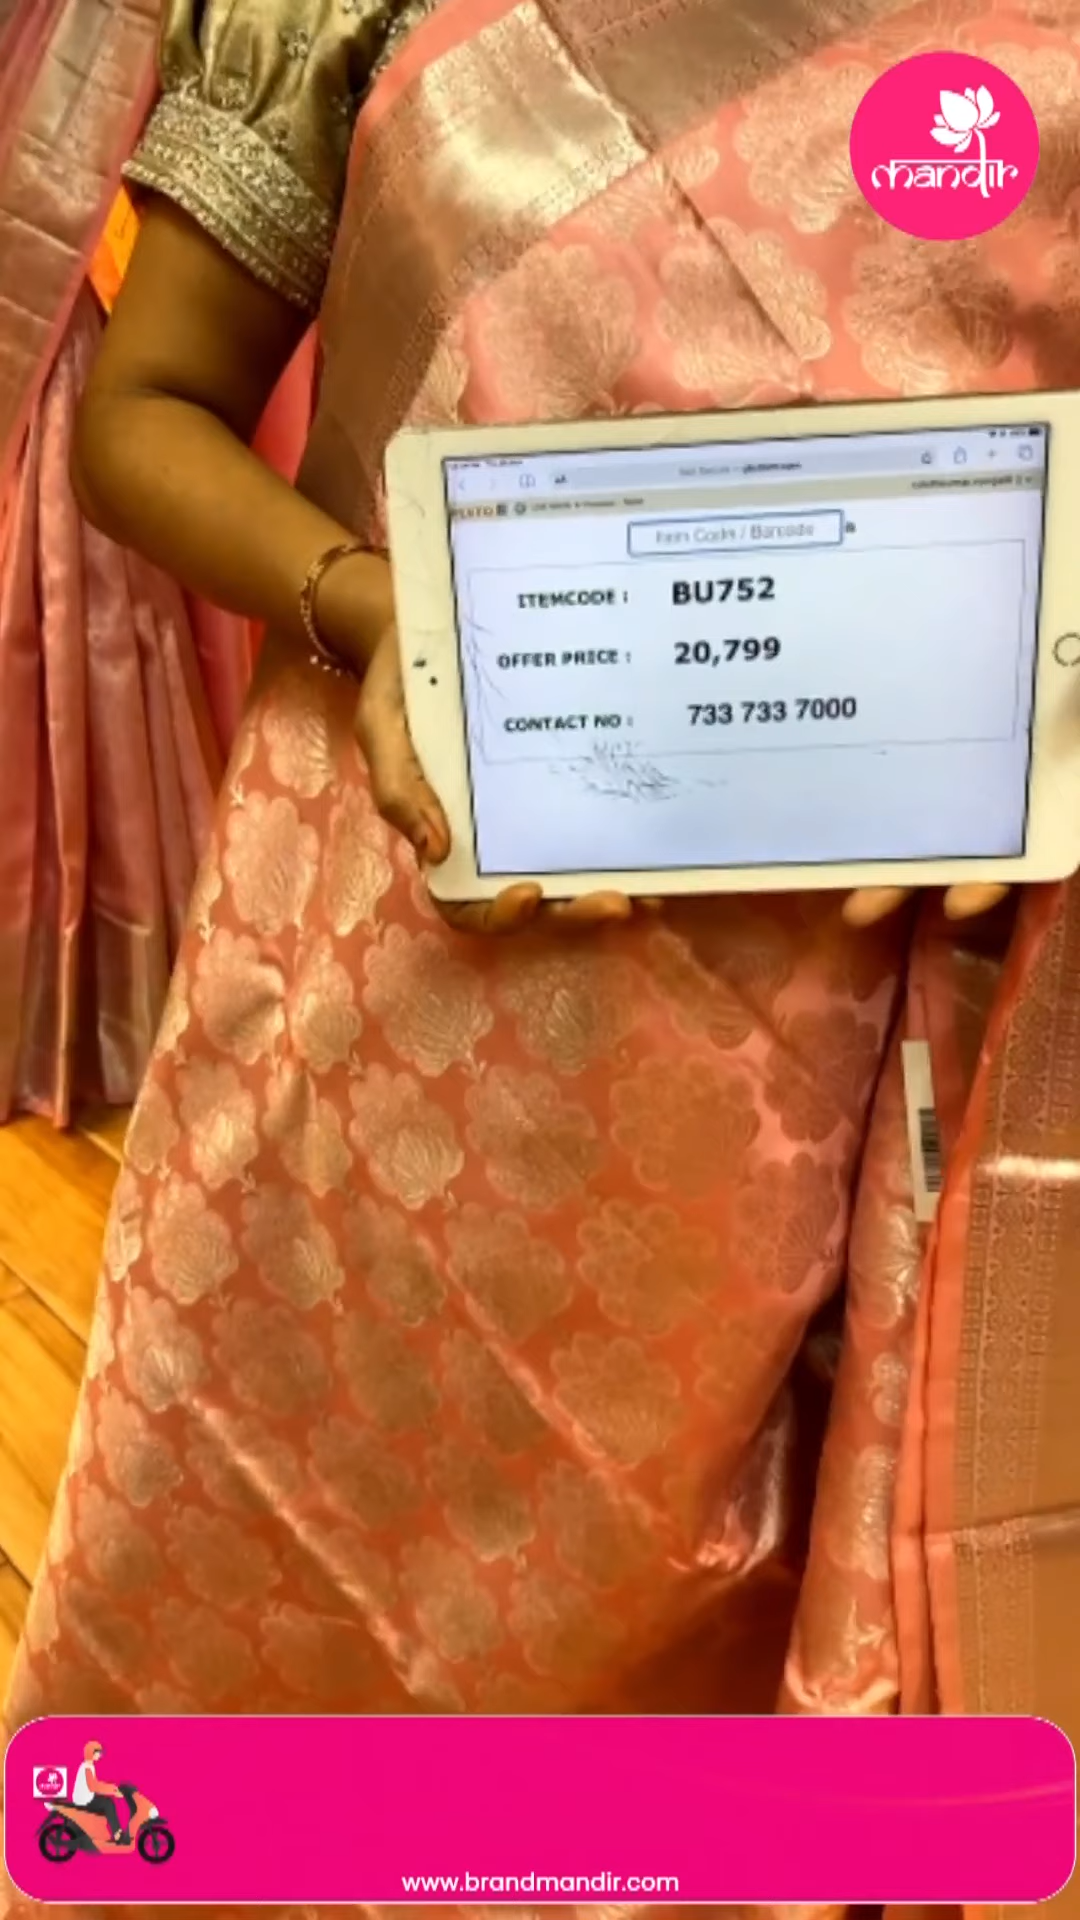 mandir
Item Code / Barcode
ITEMCODE : BU752
OFFER PRICE : 20,799
CONTACT NO : 733 733 7000
www.brandmandir.com